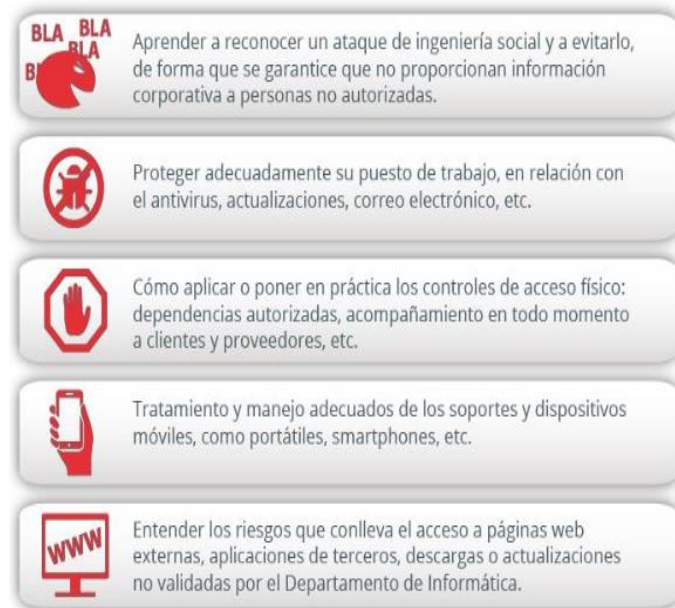 BLA BLA
BLA
Aprender a reconocer un ataque de ingeniería social y a evitarlo,
de forma que se garantice que no proporcionan información
corporativa a personas no autorizadas.
Proteger adecuadamente su puesto de trabajo, en relación con
el antivirus, actualizaciones, correo electrónico, etc.
Cómo aplicar o poner en práctica los controles de acceso físico:
dependencias autorizadas, acompañamiento en todo momento
a clientes y proveedores, etc.
Tratamiento y manejo adecuados de los soportes y dispositivos
móviles, como portátiles, smartphones, etc.
WWW
Entender los riesgos que conlleva el acceso a páginas web
externas, aplicaciones de terceros, descargas o actualizaciones
no validadas por el Departamento de Informática.